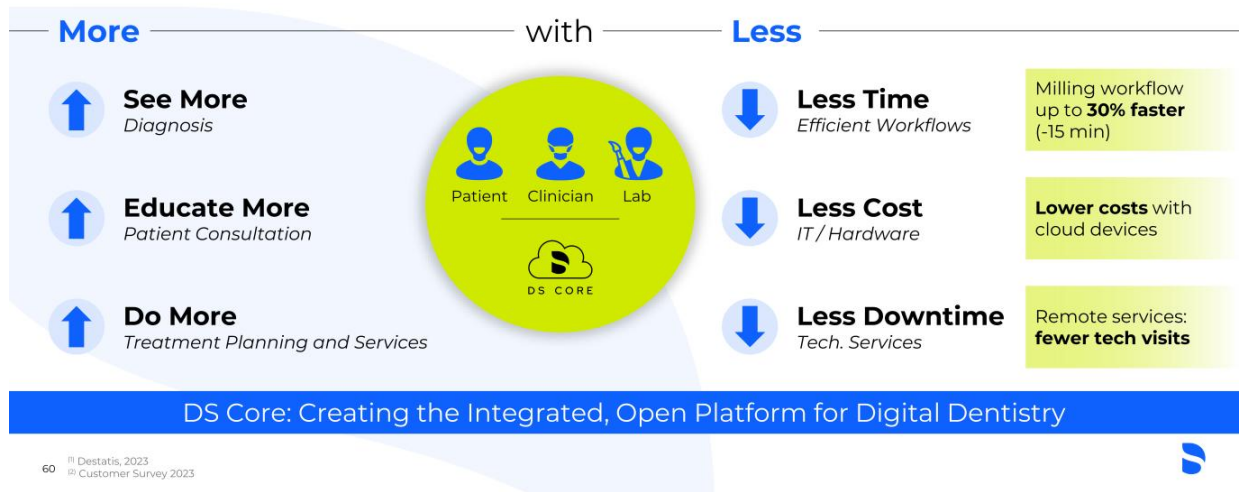 More with Less
See More
Diagnosis
Educate More
Patient Consultation
Do More
Treatment Planning and Services
Patient Clinician Lab
DS CORE
Less Time
Efficient Workflows
Milling workflow
up to 30% faster
(-15 min)
Less Cost
IT / Hardware
Lower costs with
cloud devices
Less Downtime
Tech. Services
Remote services:
fewer tech visits
DS Core: Creating the Integrated, Open Platform for Digital Dentistry
60
(1) Destatis, 2023
(2) Customer Survey 2023